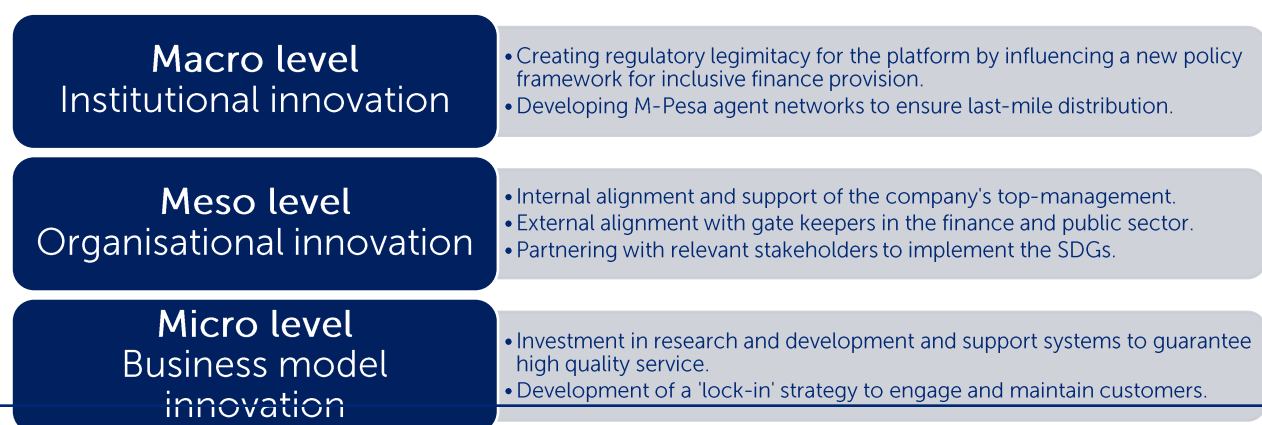 Macro level
Institutional innovation
• Creating regulatory legimitacy for the platform by influencing a new policy
framework for inclusive finance provision.
• Developing M-Pesa agent networks to ensure last-mile distribution.
Meso level
Organisational innovation
• Internal alignment and support of the company's top-management.
• External alignment with gate keepers in the finance and public sector.
• Partnering with relevant stakeholders to implement the SDGs.
Micro level
Business model
innovation
• Investment in research and development and support systems to guarantee
high quality service.
• Development of a 'lock-in' strategy to engage and maintain customers.